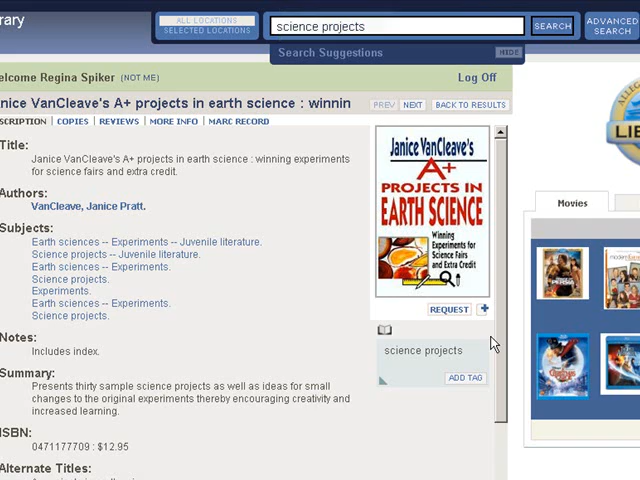 rary
ALL LOCATIONS
SELECTED LOCATIONS
science projects
SEARCH
ADVANCED
SEARCH
Search Suggestions
HIDE
elcome Regina Spiker (NOT ME)
Log Off
nice VanCleave's A+ projects in earth science : winnin
PREV
NEXT
BACK TO RESULTS
SCRIPTION
COPIES
REVIEWS
MORE INFO
MARC RECORD
Title:
Janice VanCleave's A+ projects in earth science : winning experiments
for science fairs and extra credit.
Authors:
VanCleave, Janice Pratt.
Subjects:
Earth sciences -- Experiments -- Juvenile literature.
Science projects -- Juvenile literature.
Earth sciences -- Experiments.
Science projects.
Experiments.
Earth sciences -- Experiments.
Science projects.
Notes:
Includes index.
Summary:
Presents thirty sample science projects as well as ideas for small
changes to the original experiments thereby encouraging creativity and
increased learning.
ISBN:
0471177709 : $12.95
Alternate Titles:
Janice VanCleave's
A+
PROJECTS IN
EARTH SCIENCE
Winning
Experiments for
Science Fairs
and Extra Credit
REQUEST
science projects
ADD TAG
LIB
Movies